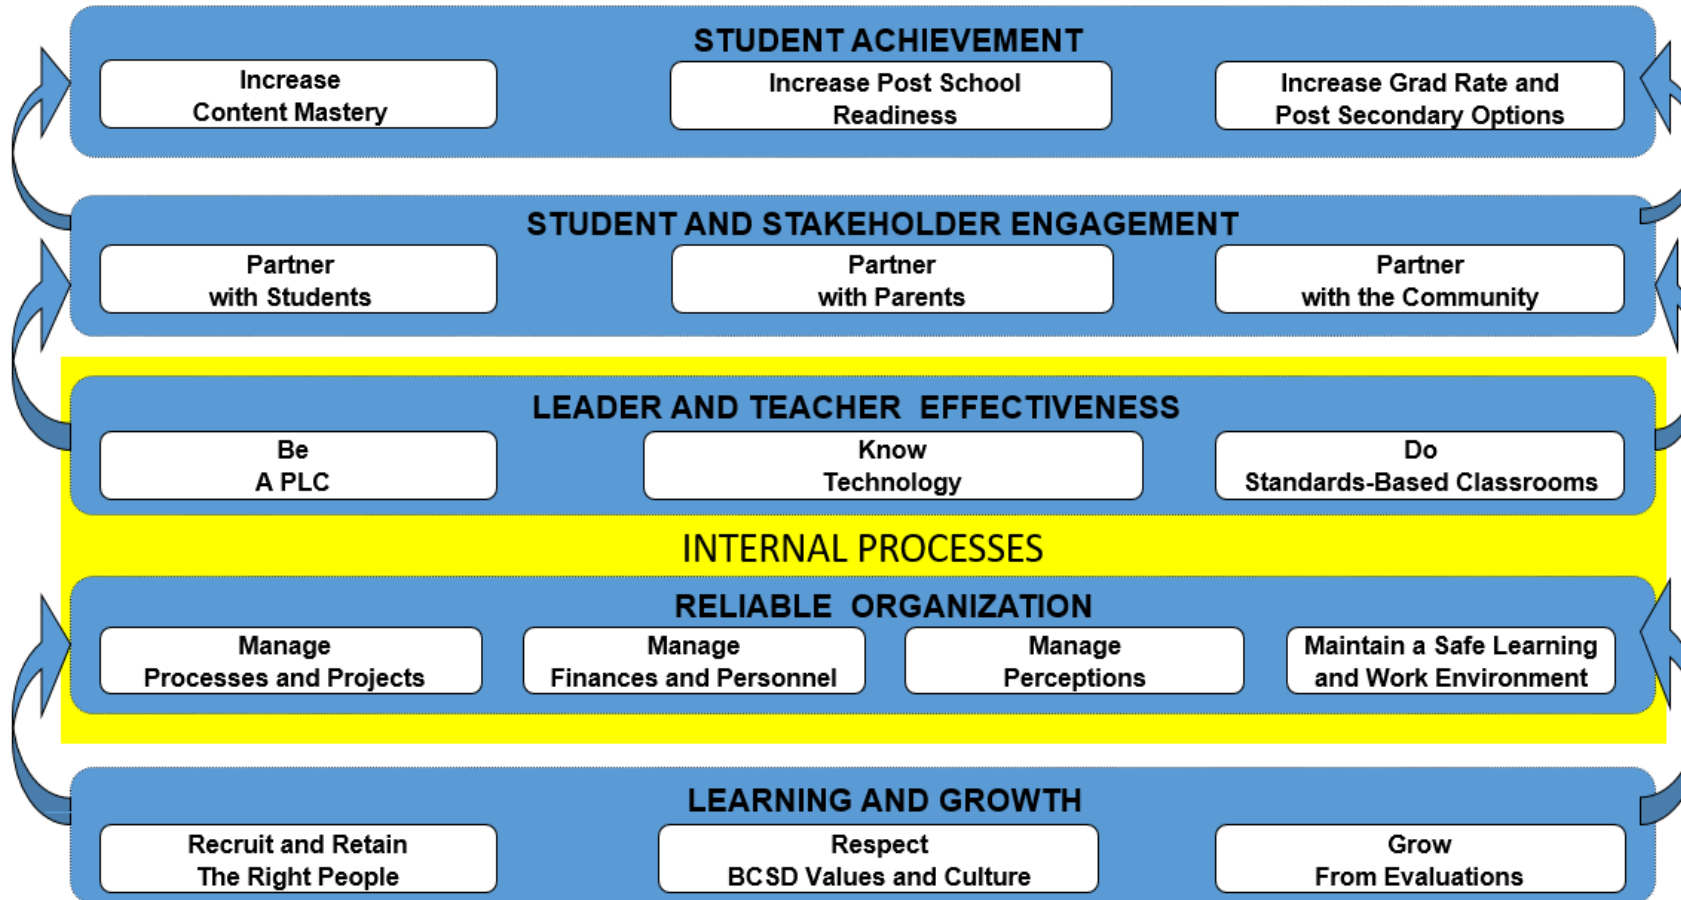 STUDENT ACHIEVEMENT
Increase
Content Mastery
Increase Post School
Readiness
Increase Grad Rate and
Post Secondary Options
STUDENT AND STAKEHOLDER ENGAGEMENT
Partner
with Students
Partner
with Parents
Partner
with the Community
LEADER AND TEACHER EFFECTIVENESS
Be
A PLC
Know
Technology
Do
Standards-Based Classrooms
INTERNAL PROCESSES
RELIABLE ORGANIZATION
Manage
Processes and Projects
Manage
Finances and Personnel
Manage
Perceptions
Maintain a Safe Learning
and Work Environment
LEARNING AND GROWTH
Recruit and Retain
The Right People
Respect
BCSD Values and Culture
Grow
From Evaluations